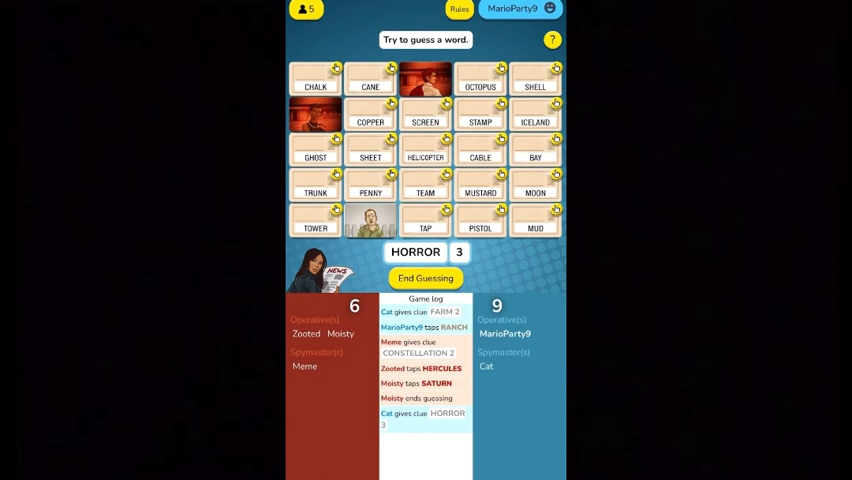 5
Rules
MarioParty9
Try to guess a word.
?
CHALK
CANE
OCTOPUS
SHELL
COPPER
SCREEN
STAMP
ICELAND
GHOST
SHEET
HELICOPTER
CABLE
BAY
TRUNK
PENNY
TEAM
MUSTARD
MOON
TOWER
TAP
PISTOL
MUD
NEWS
HORROR 3
End Guessing
6
Operative(s)
Zooted Moisty
Spymaster(s)
Meme
Game log
Cat gives clue FARM 2
MarioParty9 taps RANCH
Meme gives clue
CONSTELLATION 2
Zooted taps HERCULES
Moisty taps SATURN
Moisty ends guessing
Cat gives clue HORROR
3
9
Operative(s)
MarioParty9
Spymaster(s)
Cat